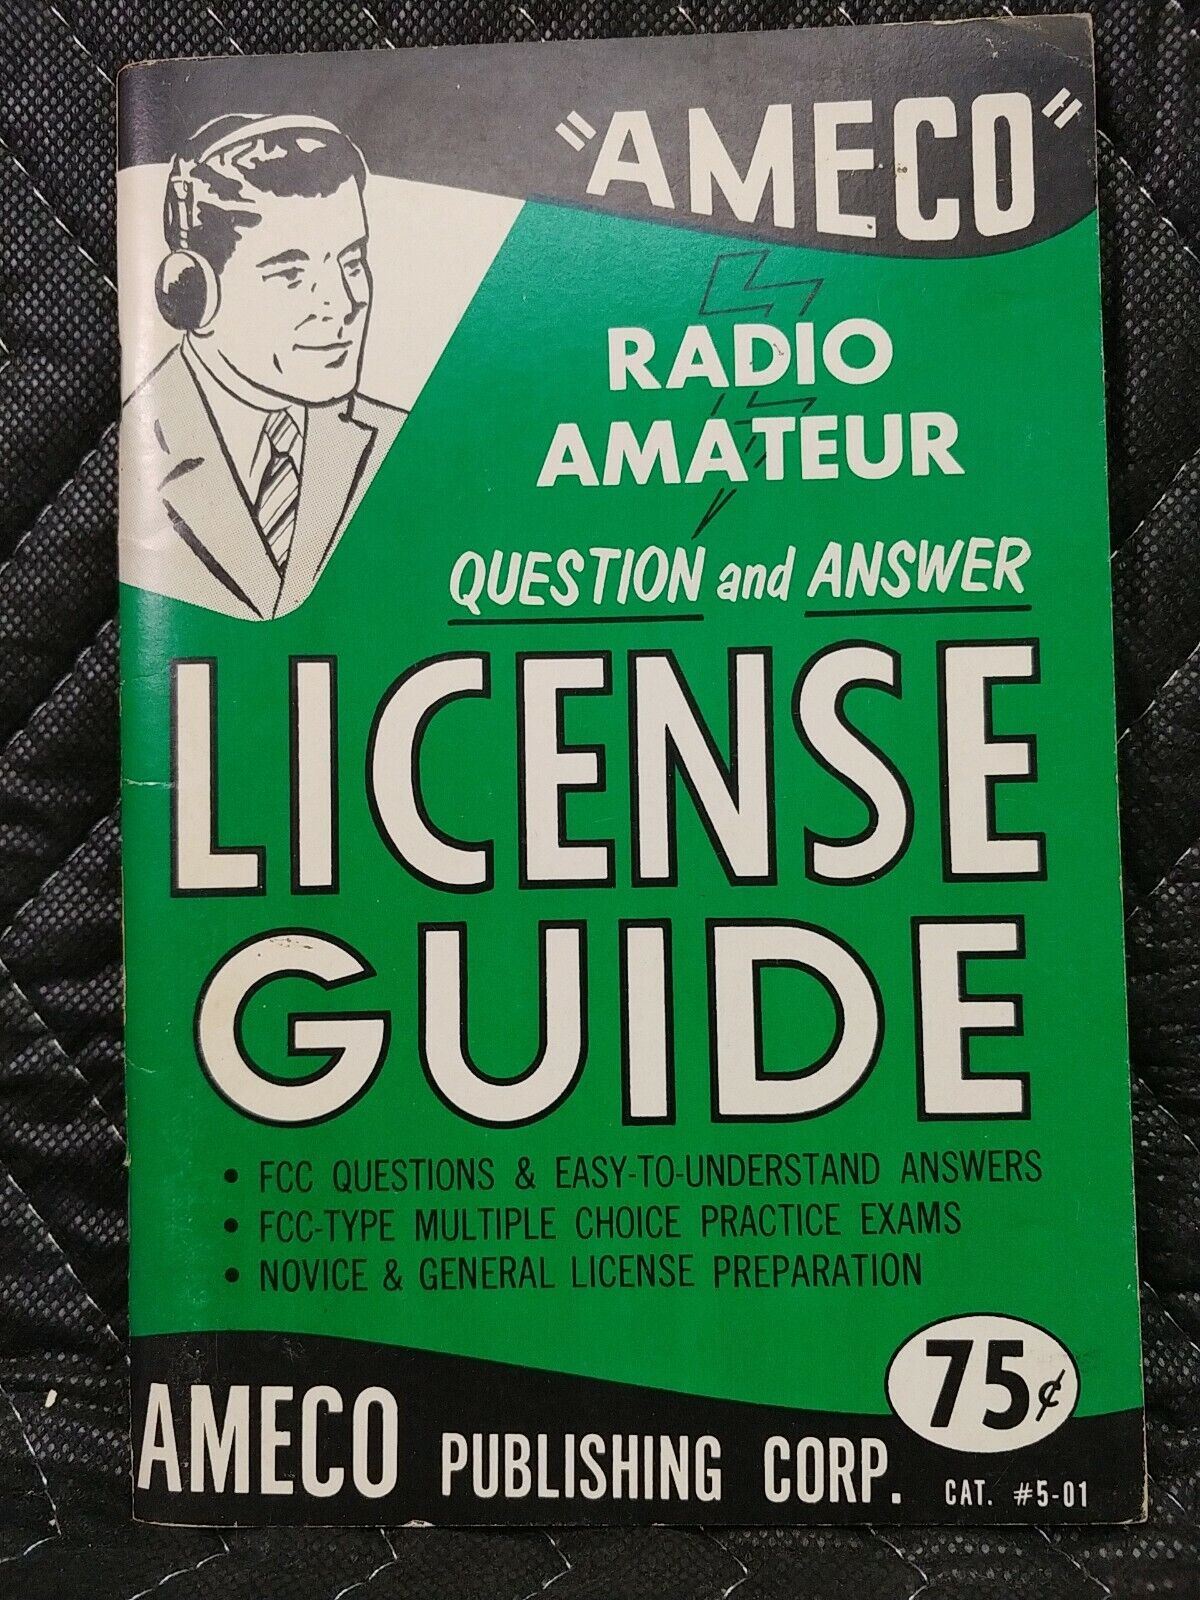 "AMECO"
RADIO
AMATEUR
QUESTION and ANSWER
LICENSE
GUIDE
• FCC QUESTIONS & EASY-TO-UNDERSTAND ANSWERS
• FCC-TYPE MULTIPLE CHOICE PRACTICE EXAMS
• NOVICE & GENERAL LICENSE PREPARATION
75¢
AMECO PUBLISHING CORP. CAT. #5-01